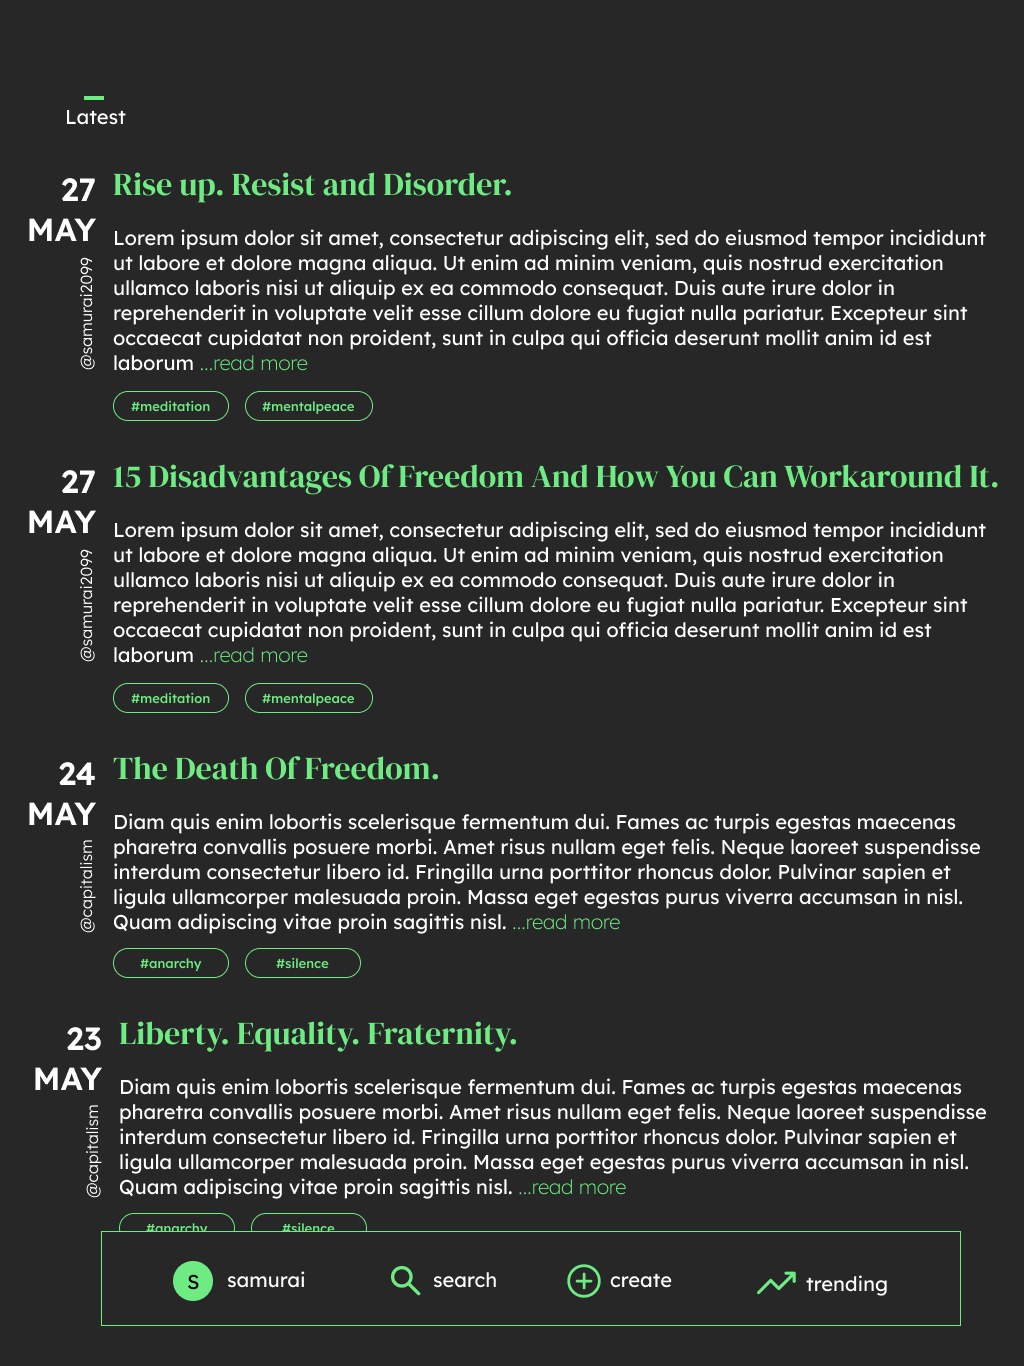 Latest
27
MAY
@samurai2099
Rise up. Resist and Disorder.
Lorem ipsum dolor sit amet, consectetur adipiscing elit, sed do eiusmod tempor incididunt
ut labore et dolore magna aliqua. Ut enim ad minim veniam, quis nostrud exercitation
ullamco laboris nisi ut aliquip ex ea commodo consequat. Duis aute irure dolor in
reprehenderit in voluptate velit esse cillum dolore eu fugiat nulla pariatur. Excepteur sint
occaecat cupidatat non proident, sunt in culpa qui officia deserunt mollit anim id est
laborum ...read more
#meditation #mentalpeace
27
MAY
@samurai2099
15 Disadvantages Of Freedom And How You Can Workaround It.
Lorem ipsum dolor sit amet, consectetur adipiscing elit, sed do eiusmod tempor incididunt
ut labore et dolore magna aliqua. Ut enim ad minim veniam, quis nostrud exercitation
ullamco laboris nisi ut aliquip ex ea commodo consequat. Duis aute irure dolor in
reprehenderit in voluptate velit esse cillum dolore eu fugiat nulla pariatur. Excepteur sint
occaecat cupidatat non proident, sunt in culpa qui officia deserunt mollit anim id est
laborum ...read more
#meditation #mentalpeace
24
MAY
@capitalism
The Death Of Freedom.
Diam quis enim lobortis scelerisque fermentum dui. Fames ac turpis egestas maecenas
pharetra convallis posuere morbi. Amet risus nullam eget felis. Neque laoreet suspendisse
interdum consectetur libero id. Fringilla urna porttitor rhoncus dolor. Pulvinar sapien et
ligula ullamcorper malesuada proin. Massa eget egestas purus viverra accumsan in nisl.
Quam adipiscing vitae proin sagittis nisl. ...read more
#anarchy #silence
23
MAY
@capitalism
Liberty. Equality. Fraternity.
Diam quis enim lobortis scelerisque fermentum dui. Fames ac turpis egestas maecenas
pharetra convallis posuere morbi. Amet risus nullam eget felis. Neque laoreet suspendisse
interdum consectetur libero id. Fringilla urna porttitor rhoncus dolor. Pulvinar sapien et
ligula ullamcorper malesuada proin. Massa eget egestas purus viverra accumsan in nisl.
Quam adipiscing vitae proin sagittis nisl. ...read more
#anarchy #silence
S samurai search create trending